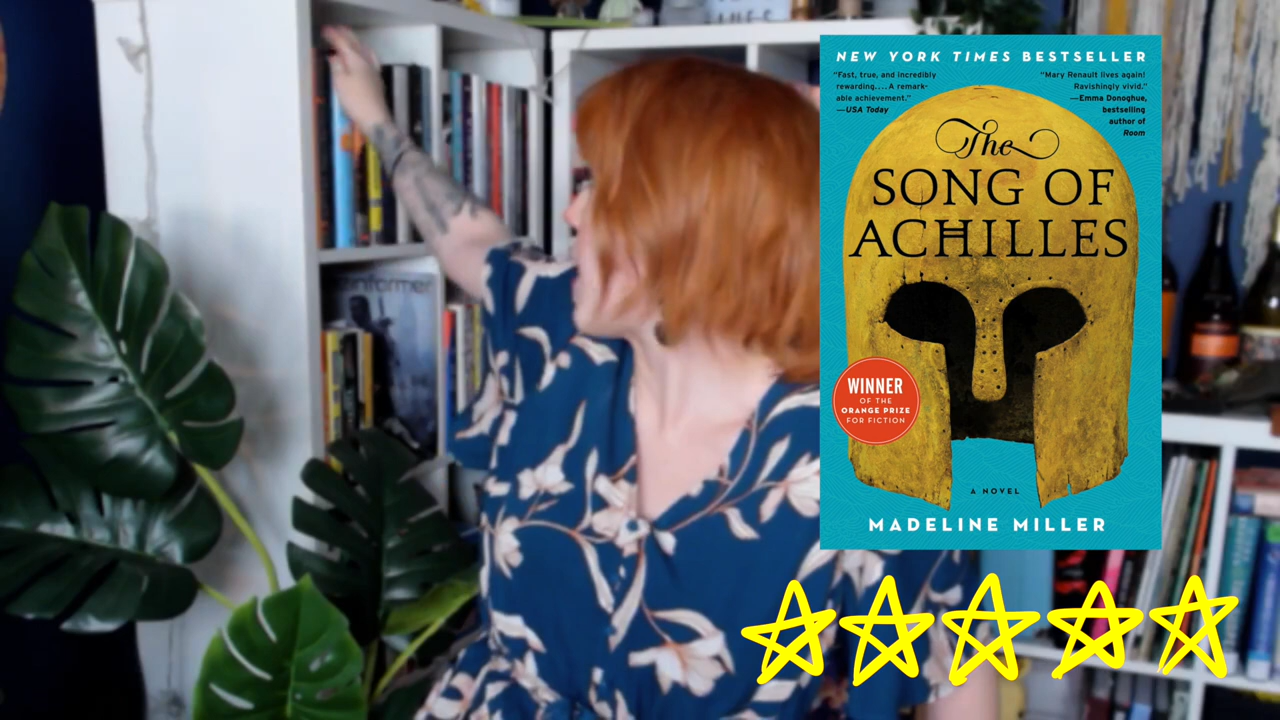 NEW YORK TIMES BESTSELLER
"Fast, true, and incredibly
rewarding....A remark-
able achievement."
—USA Today
"Mary Renault lives again!
Ravishingly vivid."
—Emma Donoghue,
bestselling
author of
Room
The
SONG OF
ACHILLES
WINNER
OF THE
ORANGE PRIZE
FOR FICTION
A NOVEL
MADELINE MILLER
informer